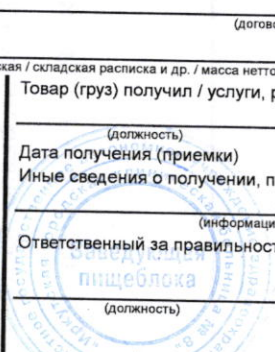 (догово
кая / складская расписка и др. / масса нетто
Товар (груз) получил / услуги, р
(должность)
Дата получения (приемки)
Иные сведения о получении, п
(информаци
Ответственный за правильност
Заведующая
пищеблока
(должность)